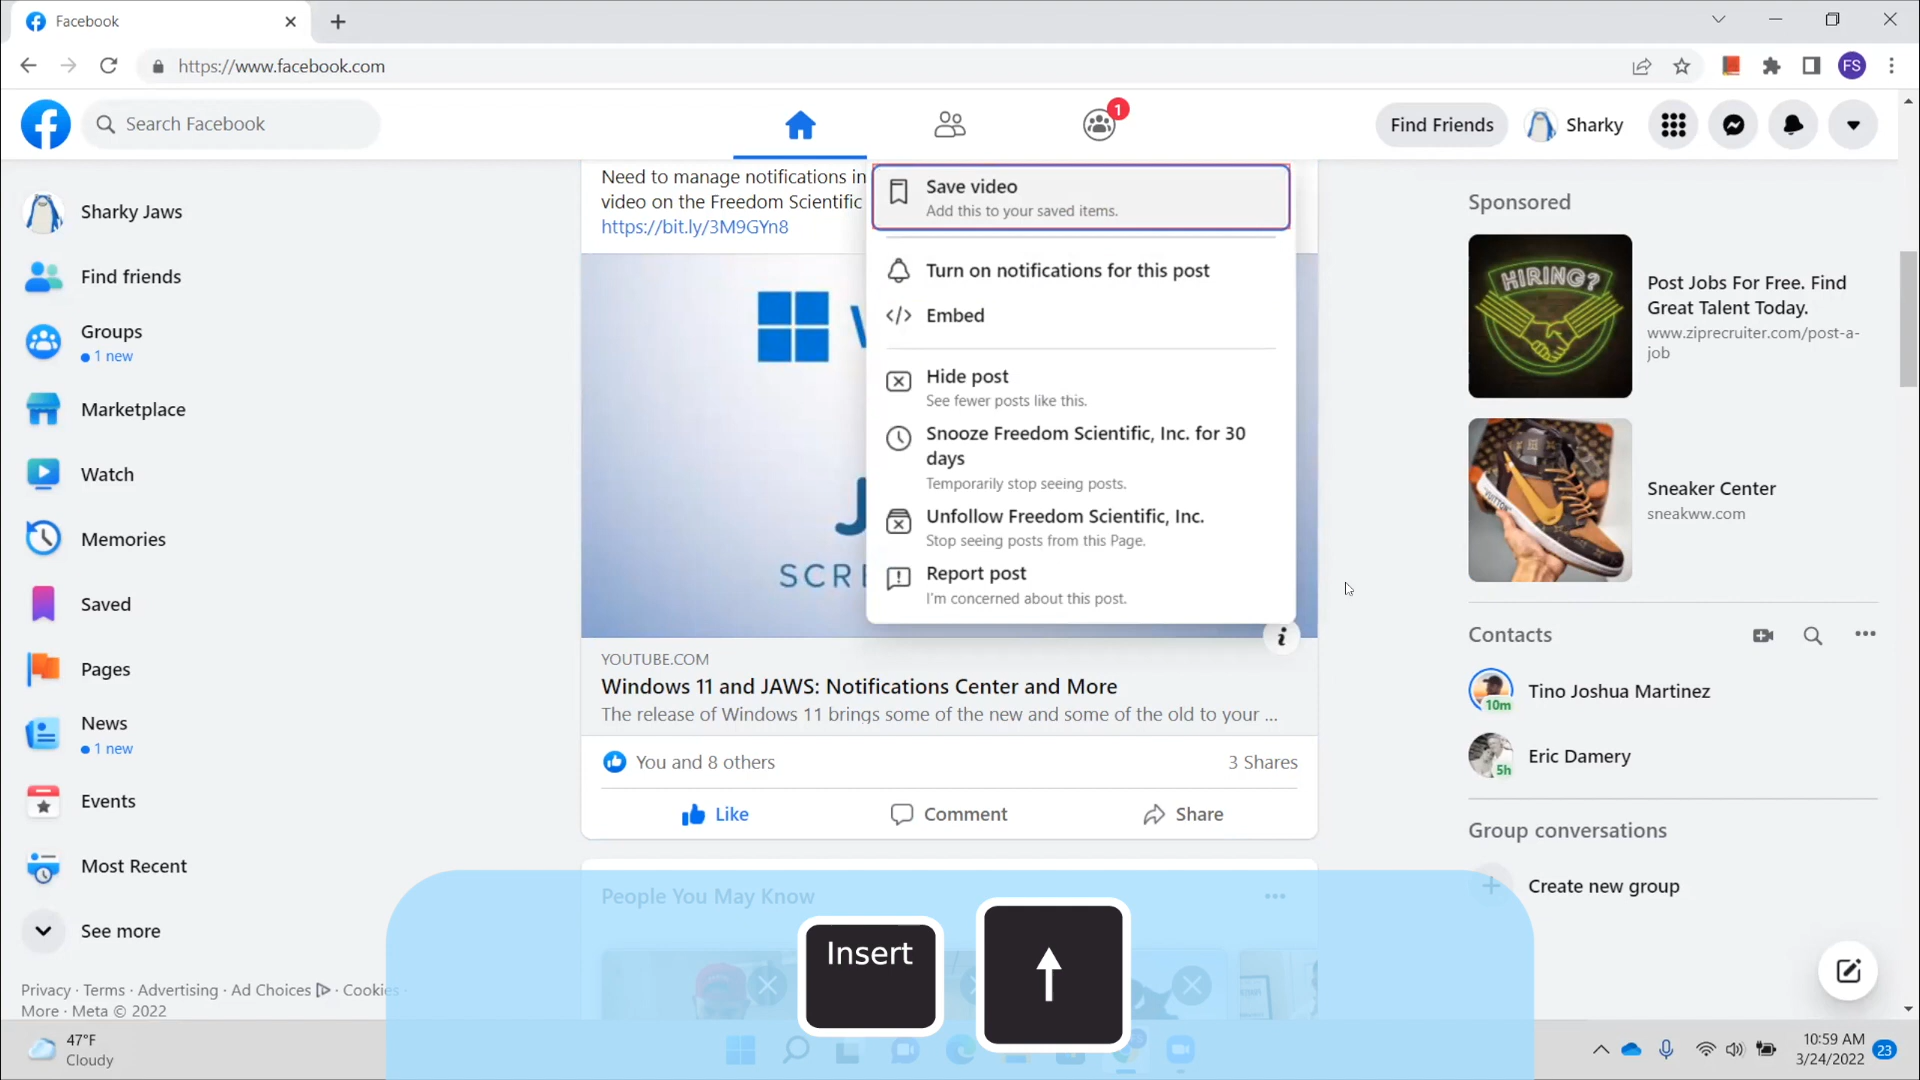 Facebook
https://www.facebook.com
FS
Search Facebook
1
Find Friends
Sharky
Sharky Jaws
Find friends
Groups
1 new
Marketplace
Watch
Memories
Saved
Pages
News
1 new
Events
Most Recent
See more
Privacy · Terms · Advertising · Ad Choices · Cookies ·
More · Meta © 2022
Need to manage notifications in
video on the Freedom Scientific
https://bit.ly/3M9GYn8
SCRE
Save video
Add this to your saved items.
Turn on notifications for this post
Embed
Hide post
See fewer posts like this.
Snooze Freedom Scientific, Inc. for 30
days
Temporarily stop seeing posts.
Unfollow Freedom Scientific, Inc.
Stop seeing posts from this Page.
Report post
I'm concerned about this post.
YOUTUBE.COM
Windows 11 and JAWS: Notifications Center and More
The release of Windows 11 brings some of the new and some of the old to your ...
You and 8 others
3 Shares
Like
Comment
Share
People You May Know
Insert
Sponsored
HIRING?
Post Jobs For Free. Find
Great Talent Today.
www.ziprecruiter.com/post-a-
job
Sneaker Center
sneakww.com
Contacts
Tino Joshua Martinez
10m
Eric Damery
5h
Group conversations
Create new group
47°F
Cloudy
10:59 AM
3/24/2022
23